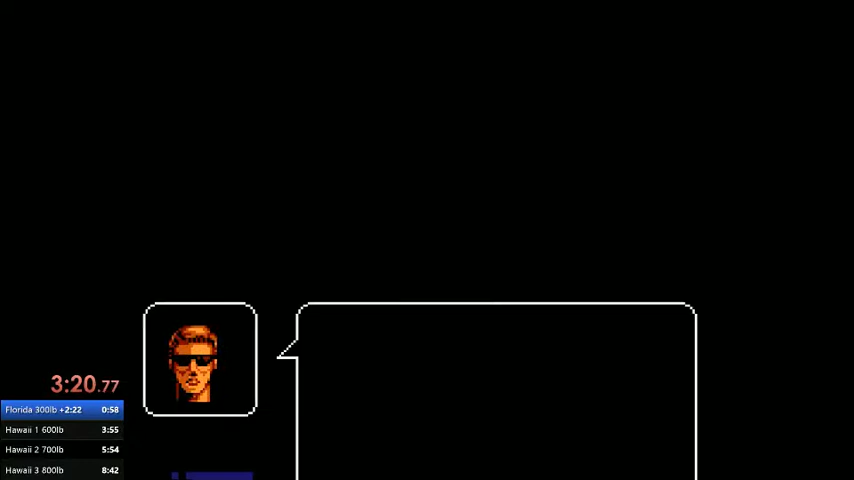 3:20.77
Florida 300lb +2:22 0:58
Hawaii 1 600lb 3:55
Hawaii 2 700lb 5:54
Hawaii 3 800lb 8:42